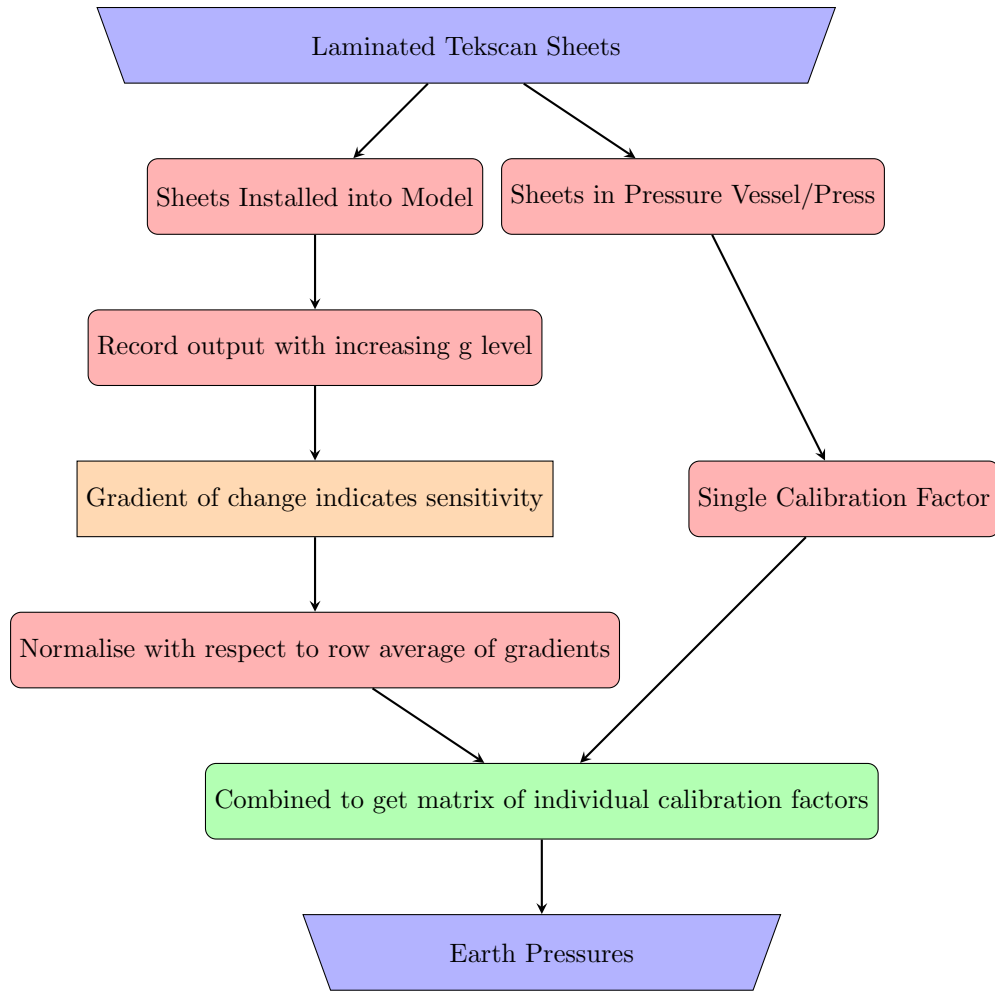 Laminated Tekscan Sheets
Sheets Installed into Model
Sheets in Pressure Vessel/Press
Record output with increasing g level
Gradient of change indicates sensitivity
Single Calibration Factor
Normalise with respect to row average of gradients
Combined to get matrix of individual calibration factors
Earth Pressures